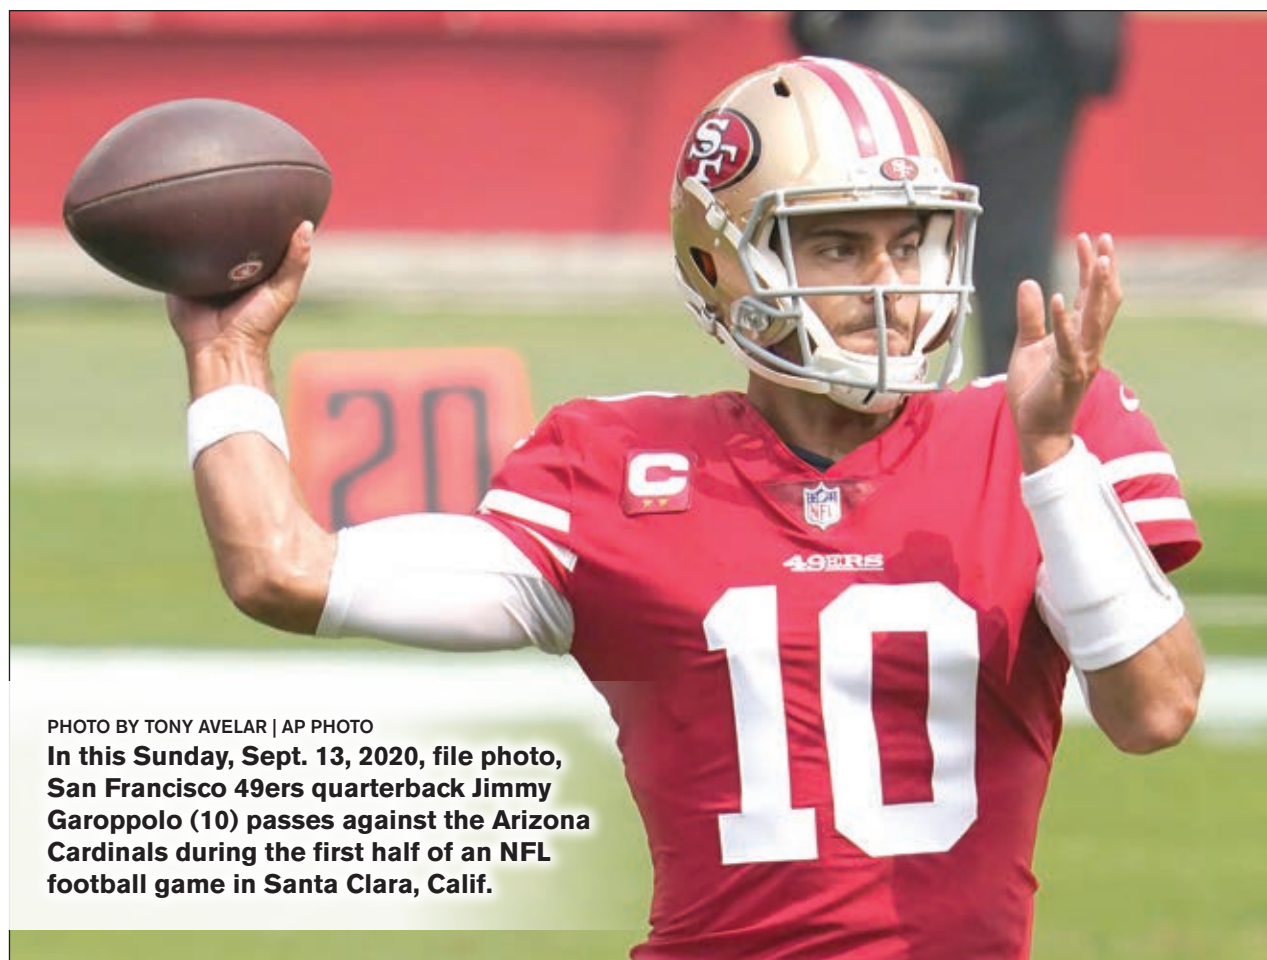 SF
SF
20
C
NFL
49ERS
10
PHOTO BY TONY AVELAR | AP PHOTO
In this Sunday, Sept. 13, 2020, file photo,
San Francisco 49ers quarterback Jimmy
Garoppolo (10) passes against the Arizona
Cardinals during the first half of an NFL
football game in Santa Clara, Calif.